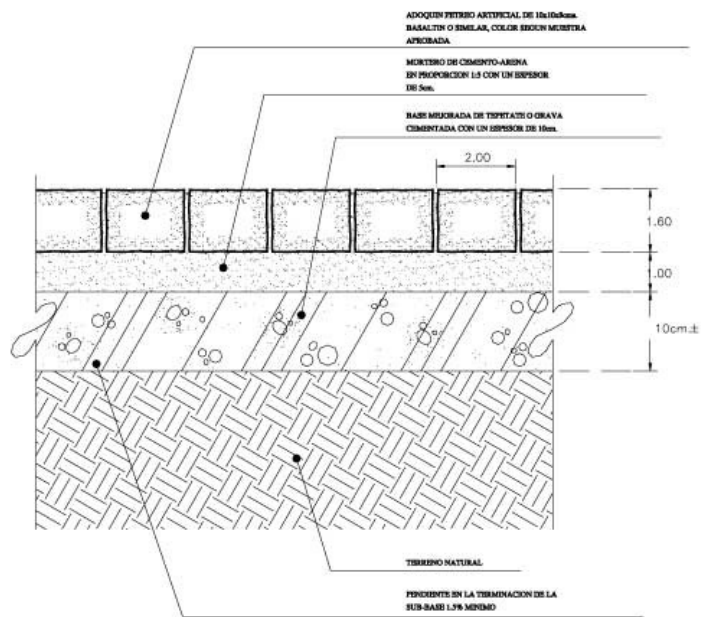 ADOQUIN PETREO ARTIFICIAL DE 10x10x8cms.
BASALTIN O SIMILAR, COLOR SEGUN MUESTRA
APROBADA
MORTERO DE CEMENTO-ARENA
EN PROPORCION 1:5 CON UN ESPESOR
DE 5cm.
BASE MEJORADA DE TEPETATE O GRAVA
CEMENTADA CON UN ESPESOR DE 10cm.
2.00
1.60
1.00
10cm.±
TERRENO NATURAL
PENDIENTE EN LA TERMINACION DE LA
SUB-BASE 1.5% MINIMO